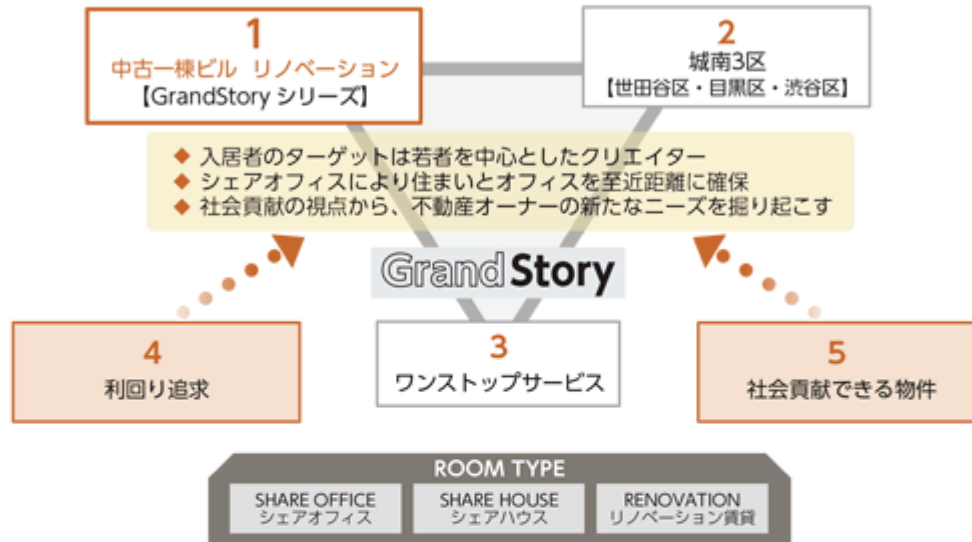 1
中古一棟ビル リノベーション
【GrandStory シリーズ】
2
城南3区
【世田谷区・目黒区・渋谷区】
◆ 入居者のターゲットは若者を中心としたクリエイター
◆ シェアオフィスにより住まいとオフィスを至近距離に確保
◆ 社会貢献の視点から、不動産オーナーの新たなニーズを掘り起こす
Grand Story
4
利回り追求
3
ワンストップサービス
5
社会貢献できる物件
ROOM TYPE
SHARE OFFICE
シェアオフィス
SHARE HOUSE
シェアハウス
RENOVATION
リノベーション賃貸